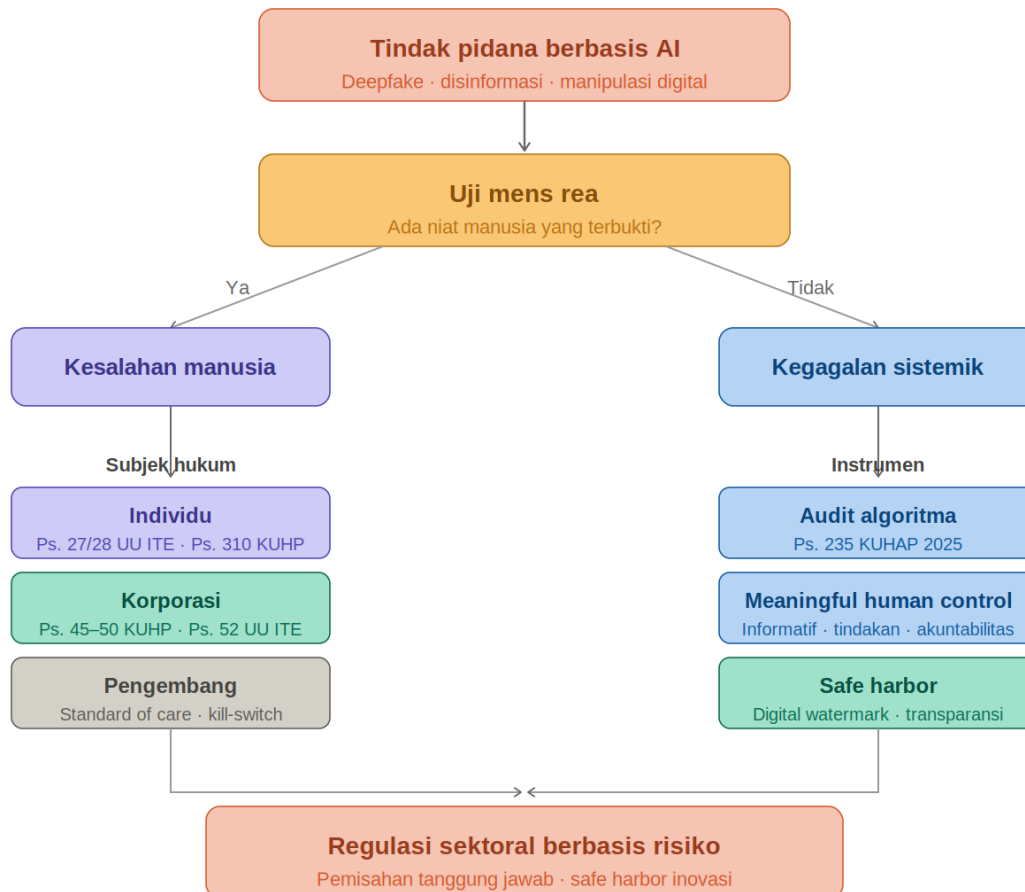 Tindak pidana berbasis AI
Deepfake · disinformasi · manipulasi digital
Uji mens rea
Ada niat manusia yang terbukti?
Ya
Tidak
Kesalahan manusia
Kegagalan sistemik
Subjek hukum
Instrumen
Individu
Ps. 27/28 UU ITE · Ps. 310 KUHP
Audit algoritma
Ps. 235 KUHAP 2025
Korporasi
Ps. 45–50 KUHP · Ps. 52 UU ITE
Meaningful human control
Informatif · tindakan · akuntabilitas
Pengembang
Standard of care · kill-switch
Safe harbor
Digital watermark · transparansi
Regulasi sektoral berbasis risiko
Pemisahan tanggung jawab · safe harbor inovasi